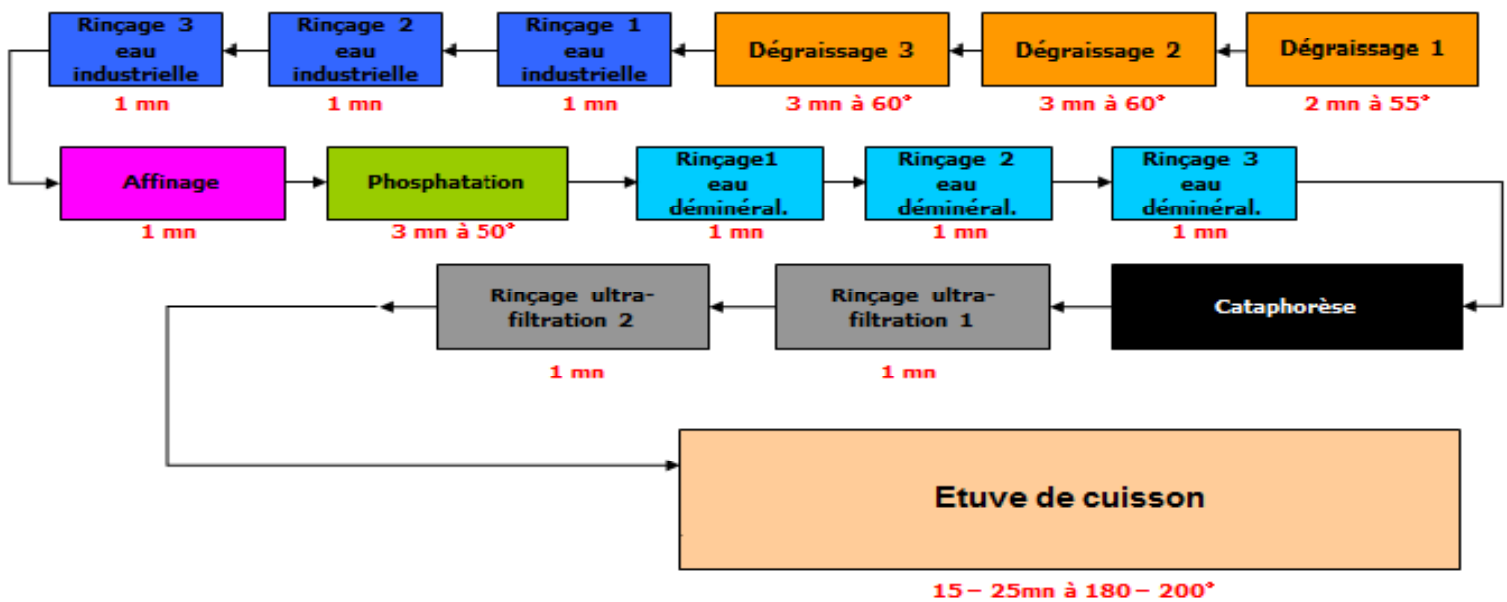 Rinçage 3
eau
industrielle
1 mn
Rinçage 2
eau
industrielle
1 mn
Rinçage 1
eau
industrielle
1 mn
Dégraissage 3
3 mn à 60°
Dégraissage 2
3 mn à 60°
Dégraissage 1
2 mn à 55°
Affinage
1 mn
Phosphatation
3 mn à 50°
Rinçage1
eau
déminéral.
1 mn
Rinçage 2
eau
déminéral.
1 mn
Rinçage 3
eau
déminéral.
1 mn
Rinçage ultra-
filtration 2
1 mn
Rinçage ultra-
filtration 1
1 mn
Cataphorèse
Etuve de cuisson
15 – 25mn à 180 – 200°